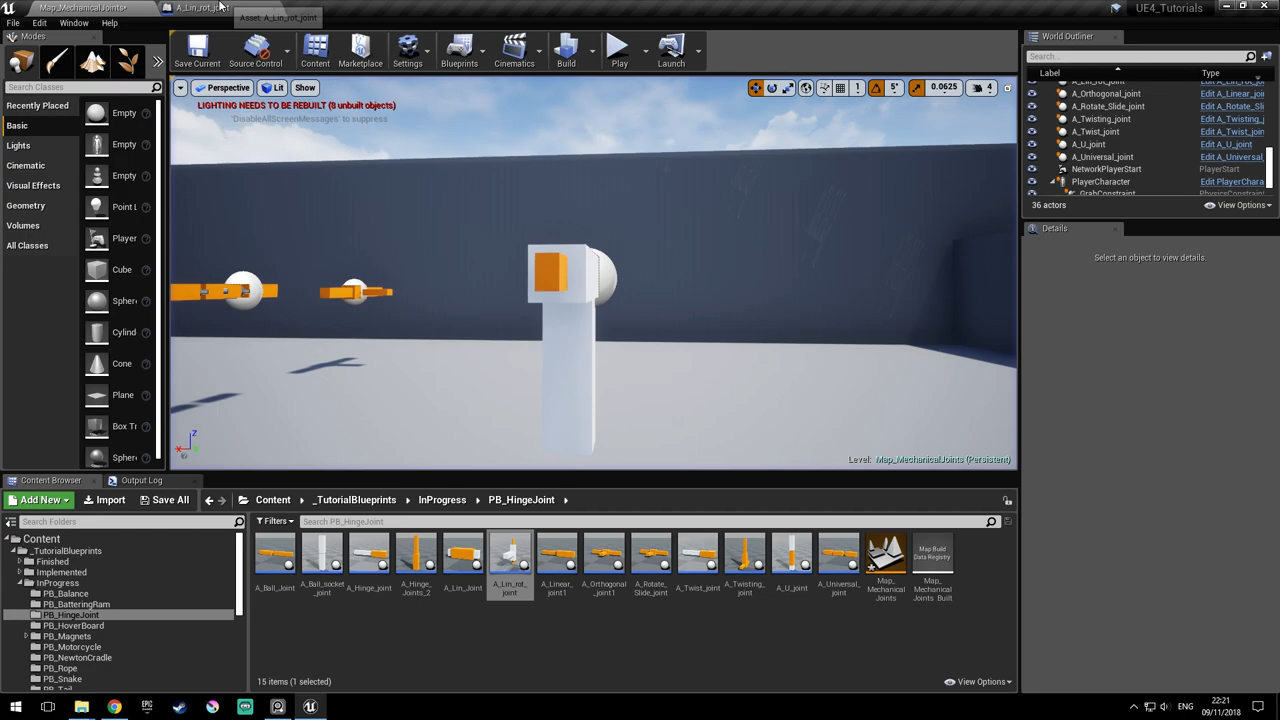 Map_MechanicalJoints*
A_Lin_rot_joint
UE4_Tutorials
Asset: A_Lin_rot_joint
File Edit Window Help
Modes
Search Classes
Recently Placed
Basic
Lights
Cinematic
Visual Effects
Geometry
Volumes
All Classes
Empty
Empty
Empty
Point L
Player
Cube
Sphere
Cylind
Cone
Plane
Box Tr
Sphere
Save Current
Source Control
Content
Marketplace
Settings
Blueprints
Cinematics
Build
Play
Launch
Perspective Lit Show
5° 0.0625 4
LIGHTING NEEDS TO BE REBUILT (8 unbuilt objects)
'DisableAllScreenMessages' to suppress
Level: Map_MechanicalJoints (Persistent)
World Outliner
Search...
Label Type
A_Orthogonal_joint Edit A_Linear_joi
A_Rotate_Slide_joint Edit A_Rotate_Sli
A_Twisting_joint Edit A_Twisting_j
A_Twist_joint Edit A_Twist_join
A_U_joint Edit A_U_joint
A_Universal_joint Edit A_Universal_
NetworkPlayerStart PlayerStart
PlayerCharacter Edit PlayerChara
GrabConstraint PhysicsConstrain
36 actors View Options
Details
Select an object to view details.
Content Browser Output Log
Add New Import Save All Content _TutorialBlueprints InProgress PB_HingeJoint
Search Folders
Filters Search PB_HingeJoint
Content
_TutorialBlueprints
Finished
Implemented
InProgress
PB_Balance
PB_BatteringRam
PB_HingeJoint
PB_HoverBoard
PB_Magnets
PB_Motorcycle
PB_NewtonCradle
PB_Rope
PB_Snake
PB_Tail
A_Ball_Joint
A_Ball_socket_joint
A_Hinge_joint
A_Hinge_Joints_2
A_Lin_Joint
A_Lin_rot_joint
A_Linear_joint1
A_Orthogonal_joint1
A_Rotate_Slide_joint
A_Twist_joint
A_Twisting_joint
A_U_joint
A_Universal_joint
Map_Mechanical Joints
Map Build Data Registry
Map_Mechanical Joints_Built
15 items (1 selected) View Options
ENG
22:21
09/11/2018